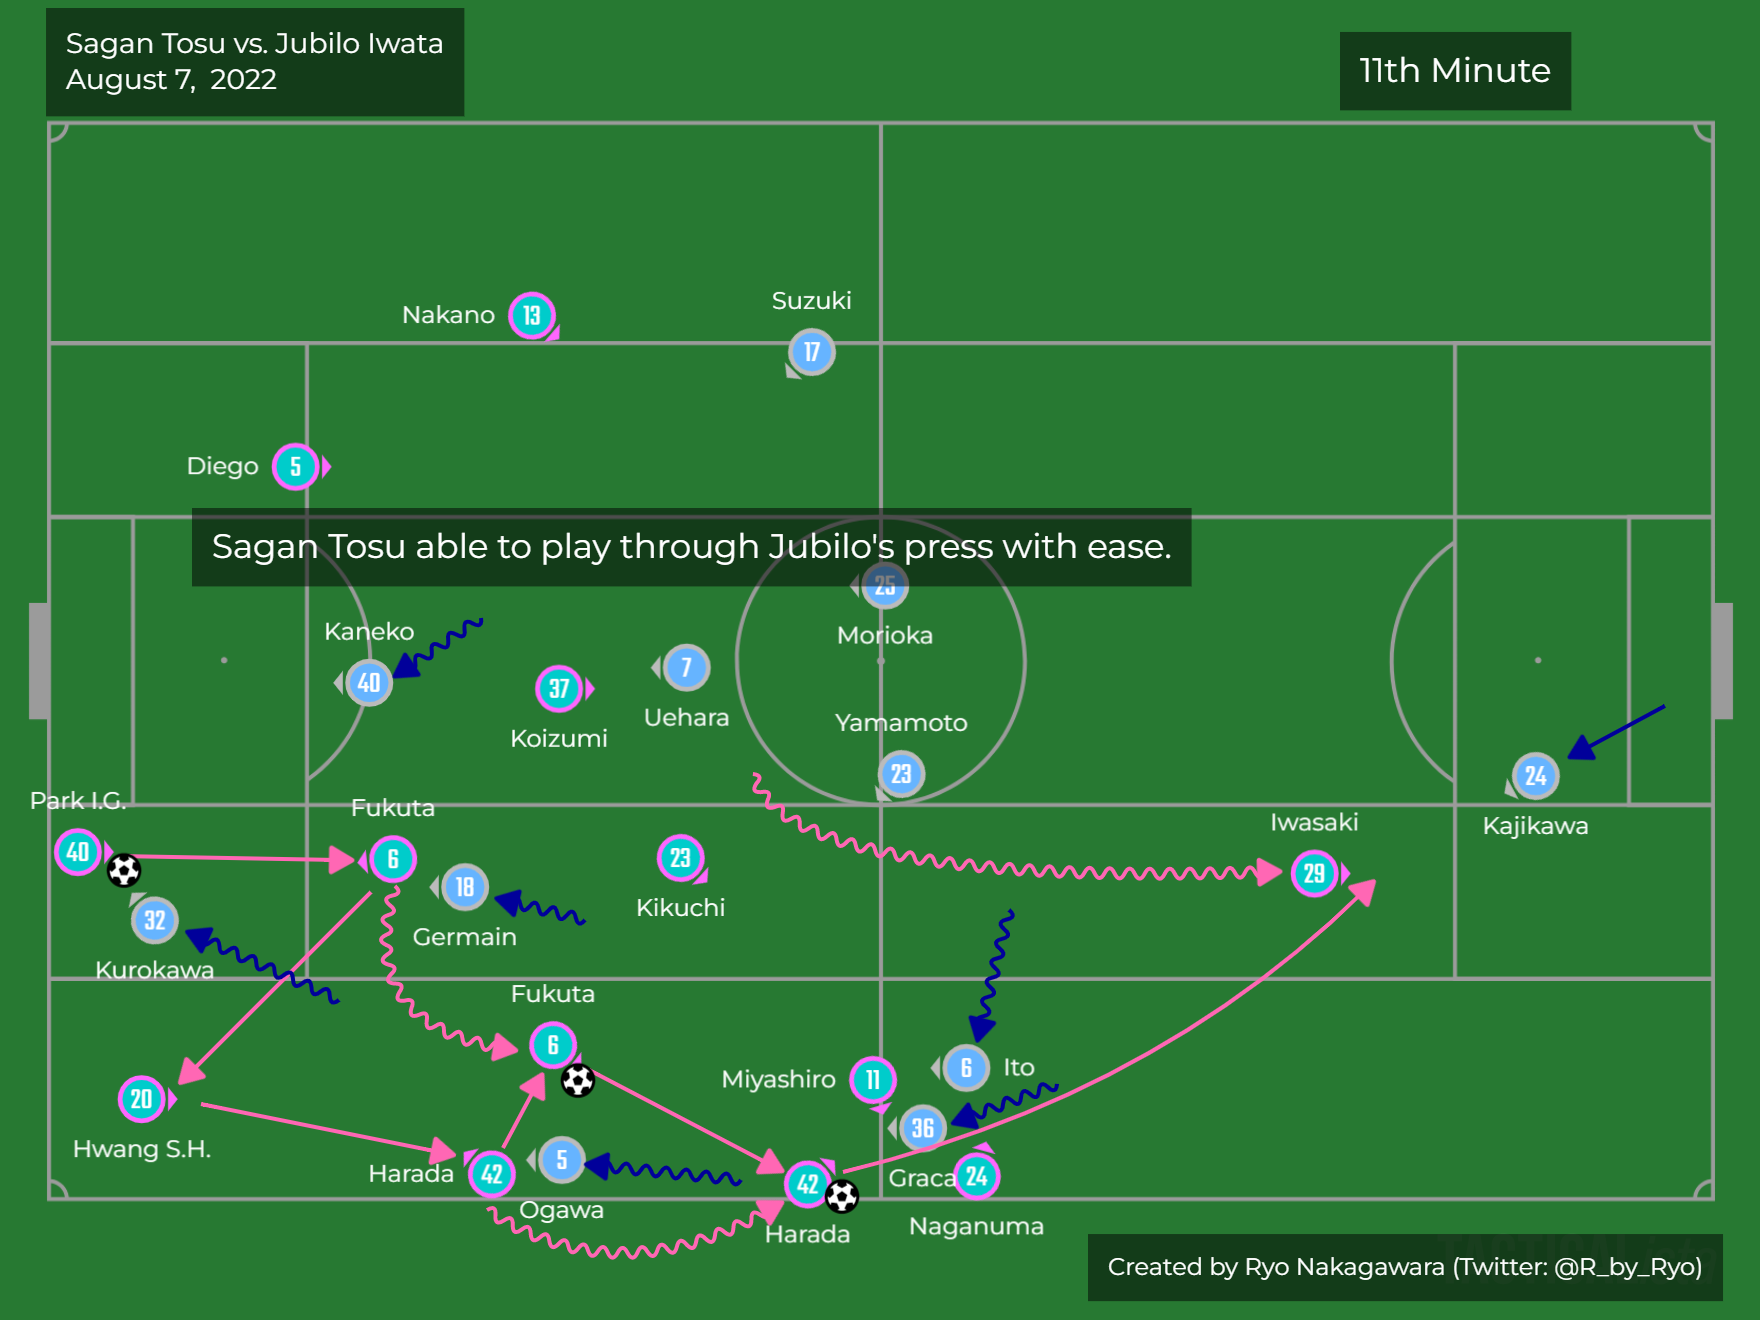 Sagan Tosu vs. Jubilo Iwata
August 7, 2022
11th Minute
Suzuki
Nakano
13
17
Diego
5
Sagan Tosu able to play through Jubilo's press with ease.
25
Morioka
Kaneko
40
37
Koizumi
7
Uehara
Yamamoto
23
24
Kajikawa
Park I.G.
40
Fukuta
6
18
Germain
23
Kikuchi
Iwasaki
29
32
Kurokawa
Fukuta
6
20
Hwang S.H.
Miyashiro
11
6
Ito
36
Graca
Harada
42
5
Ogawa
42
Harada
24
Naganuma
Created by Ryo Nakagawara (Twitter: @R_by_Ryo)